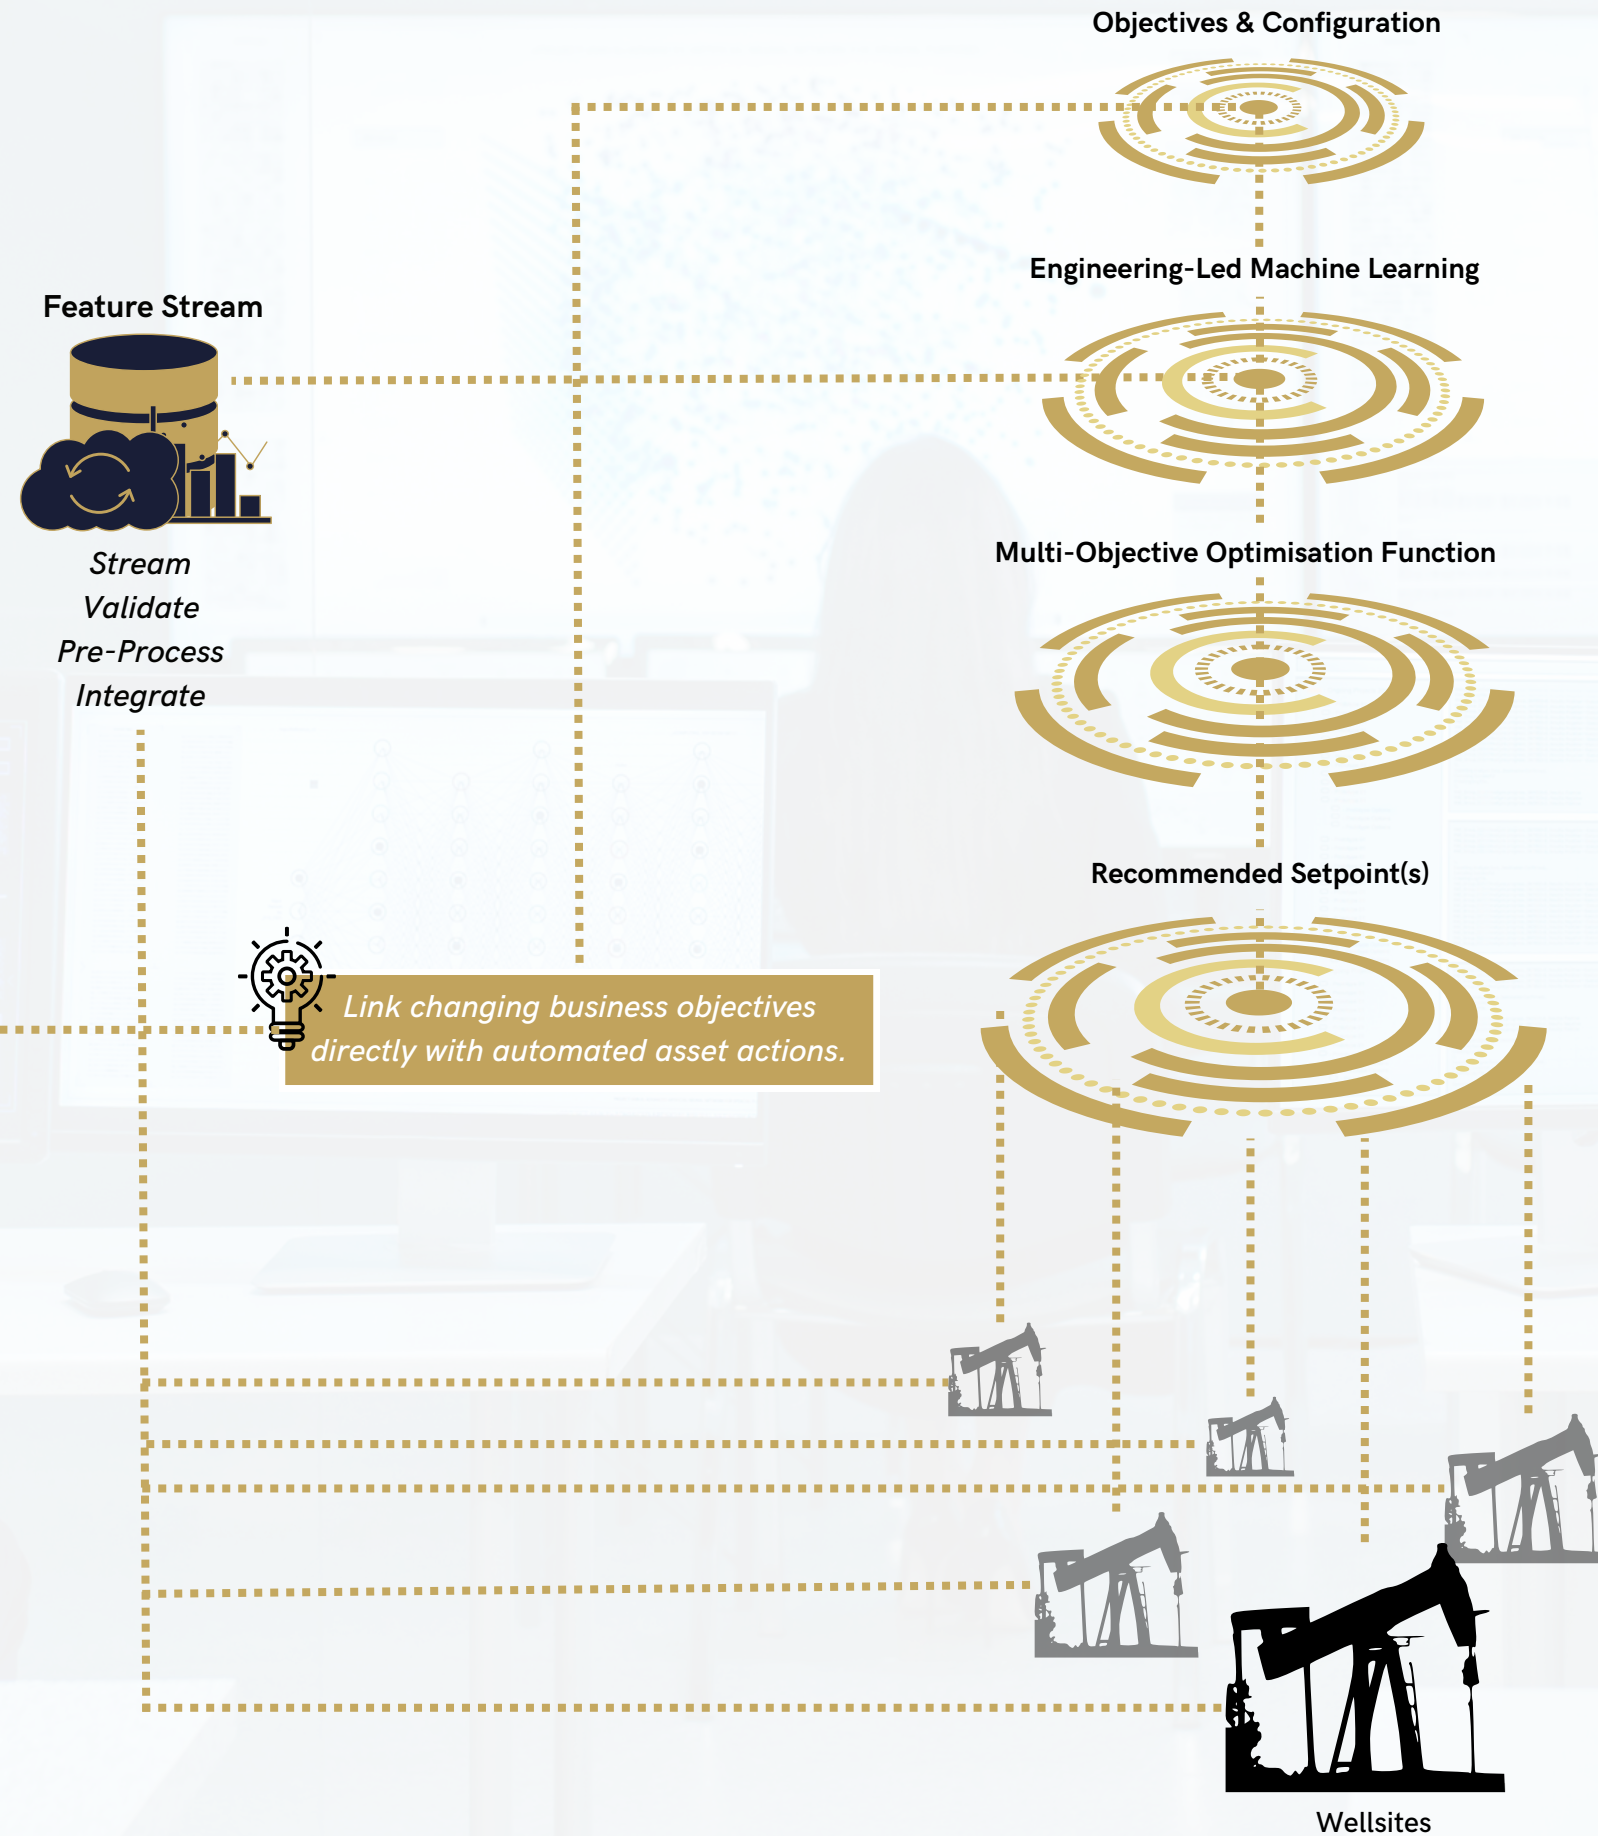 Objectives & Configuration
Engineering-Led Machine Learning
Feature Stream
Stream
Validate
Pre-Process
Integrate
Multi-Objective Optimisation Function
Recommended Setpoint(s)
Link changing business objectives
directly with automated asset actions.
Wellsites